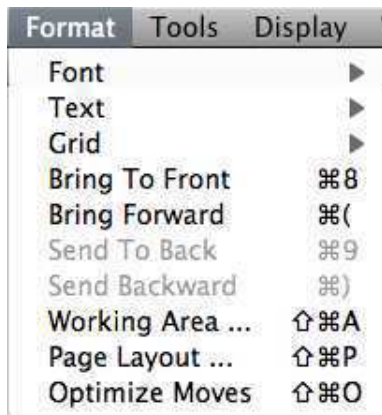 Format Tools Display
Font ▶
Text ▶
Grid ▶
Bring To Front ⌘8
Bring Forward ⌘(
Send To Back ⌘9
Send Backward ⌘)
Working Area ... ⇧⌘A
Page Layout ... ⇧⌘P
Optimize Moves ⇧⌘O